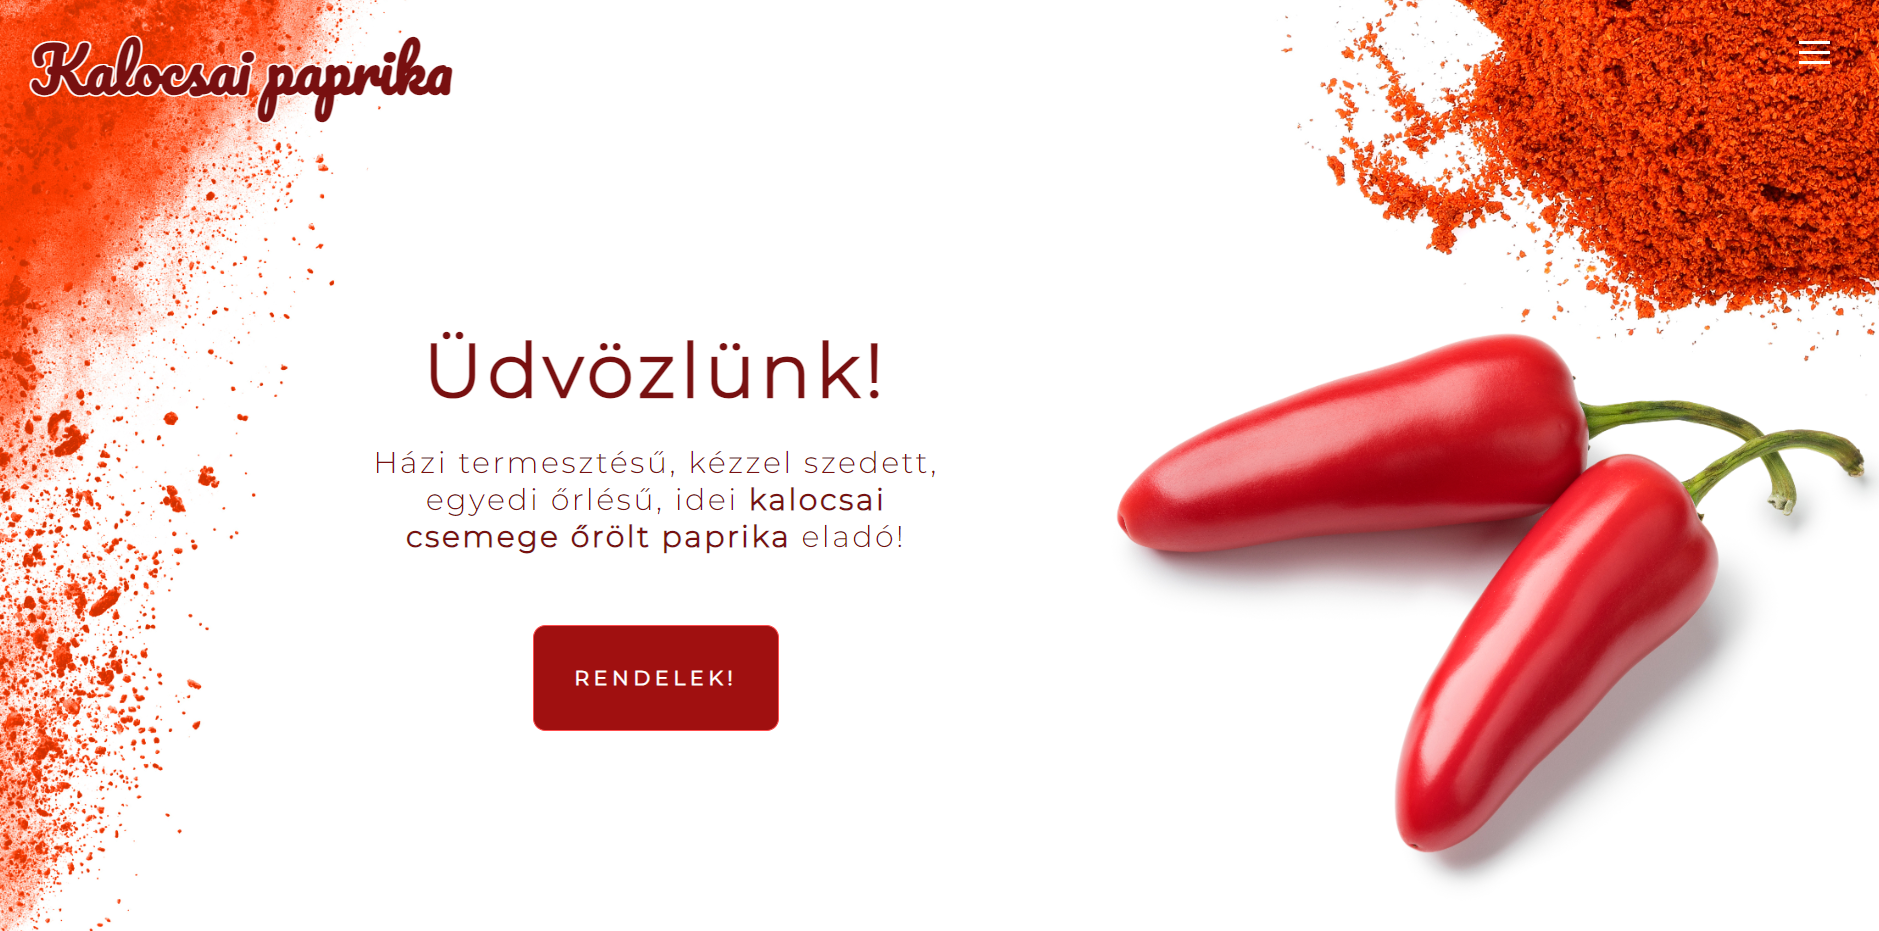 Kalocsai paprika
Üdvözlünk!
Házi termesztésű, kézzel szedett,
egyedi őrlésű, idei kalocsai
csemege őrölt paprika eladó!
RENDELEK!